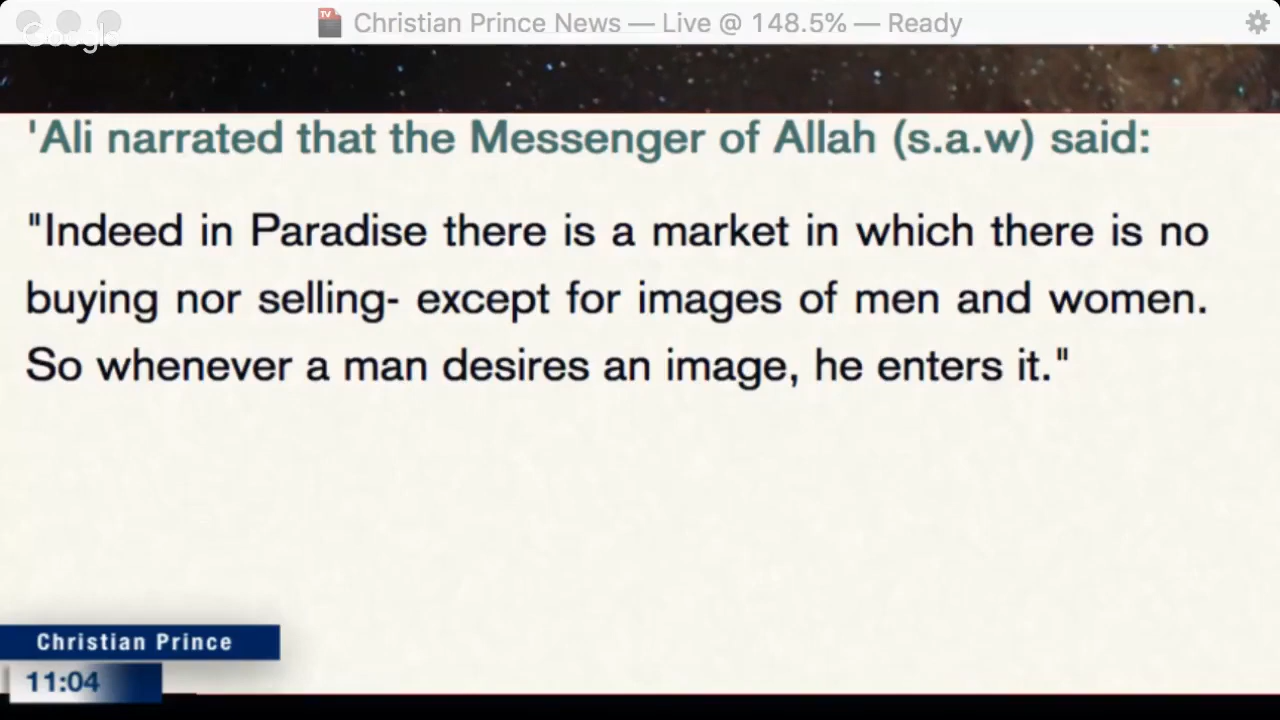 Christian Prince News — Live @ 148.5% — Ready
Google
'Ali narrated that the Messenger of Allah (s.a.w) said:
"Indeed in Paradise there is a market in which there is no
buying nor selling- except for images of men and women.
So whenever a man desires an image, he enters it."
Christian Prince
11:04